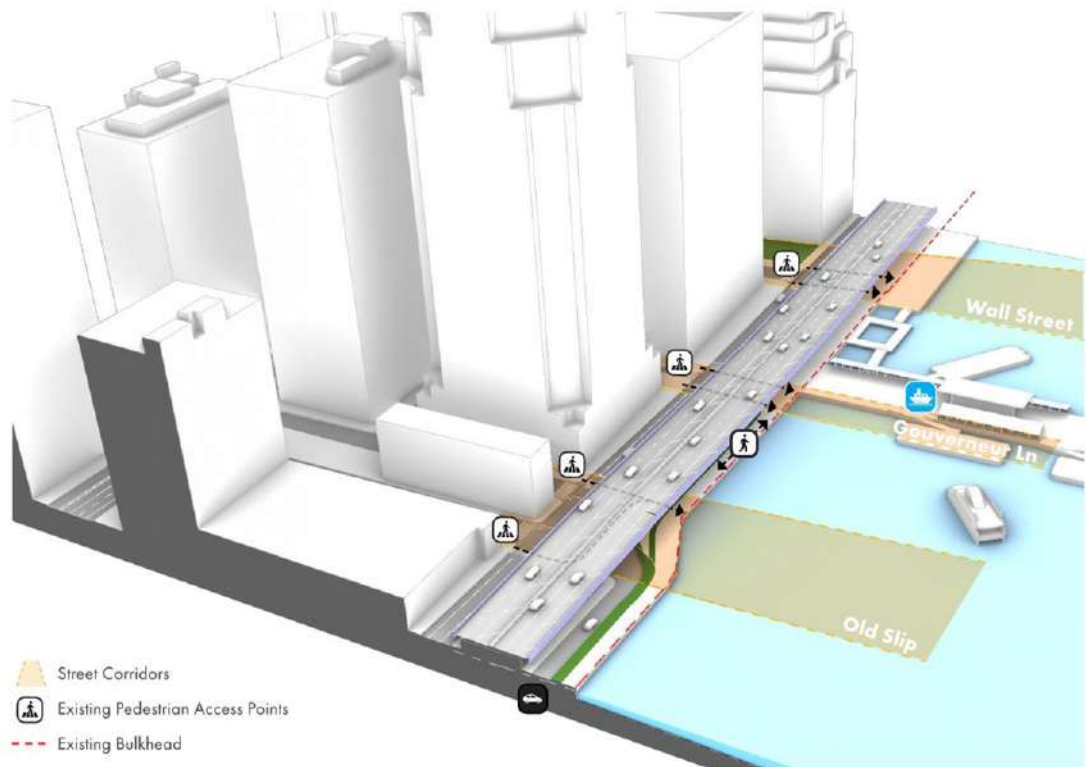 Wall Street
Gouverneur Ln
Old Slip
Street Corridors
Existing Pedestrian Access Points
Existing Bulkhead